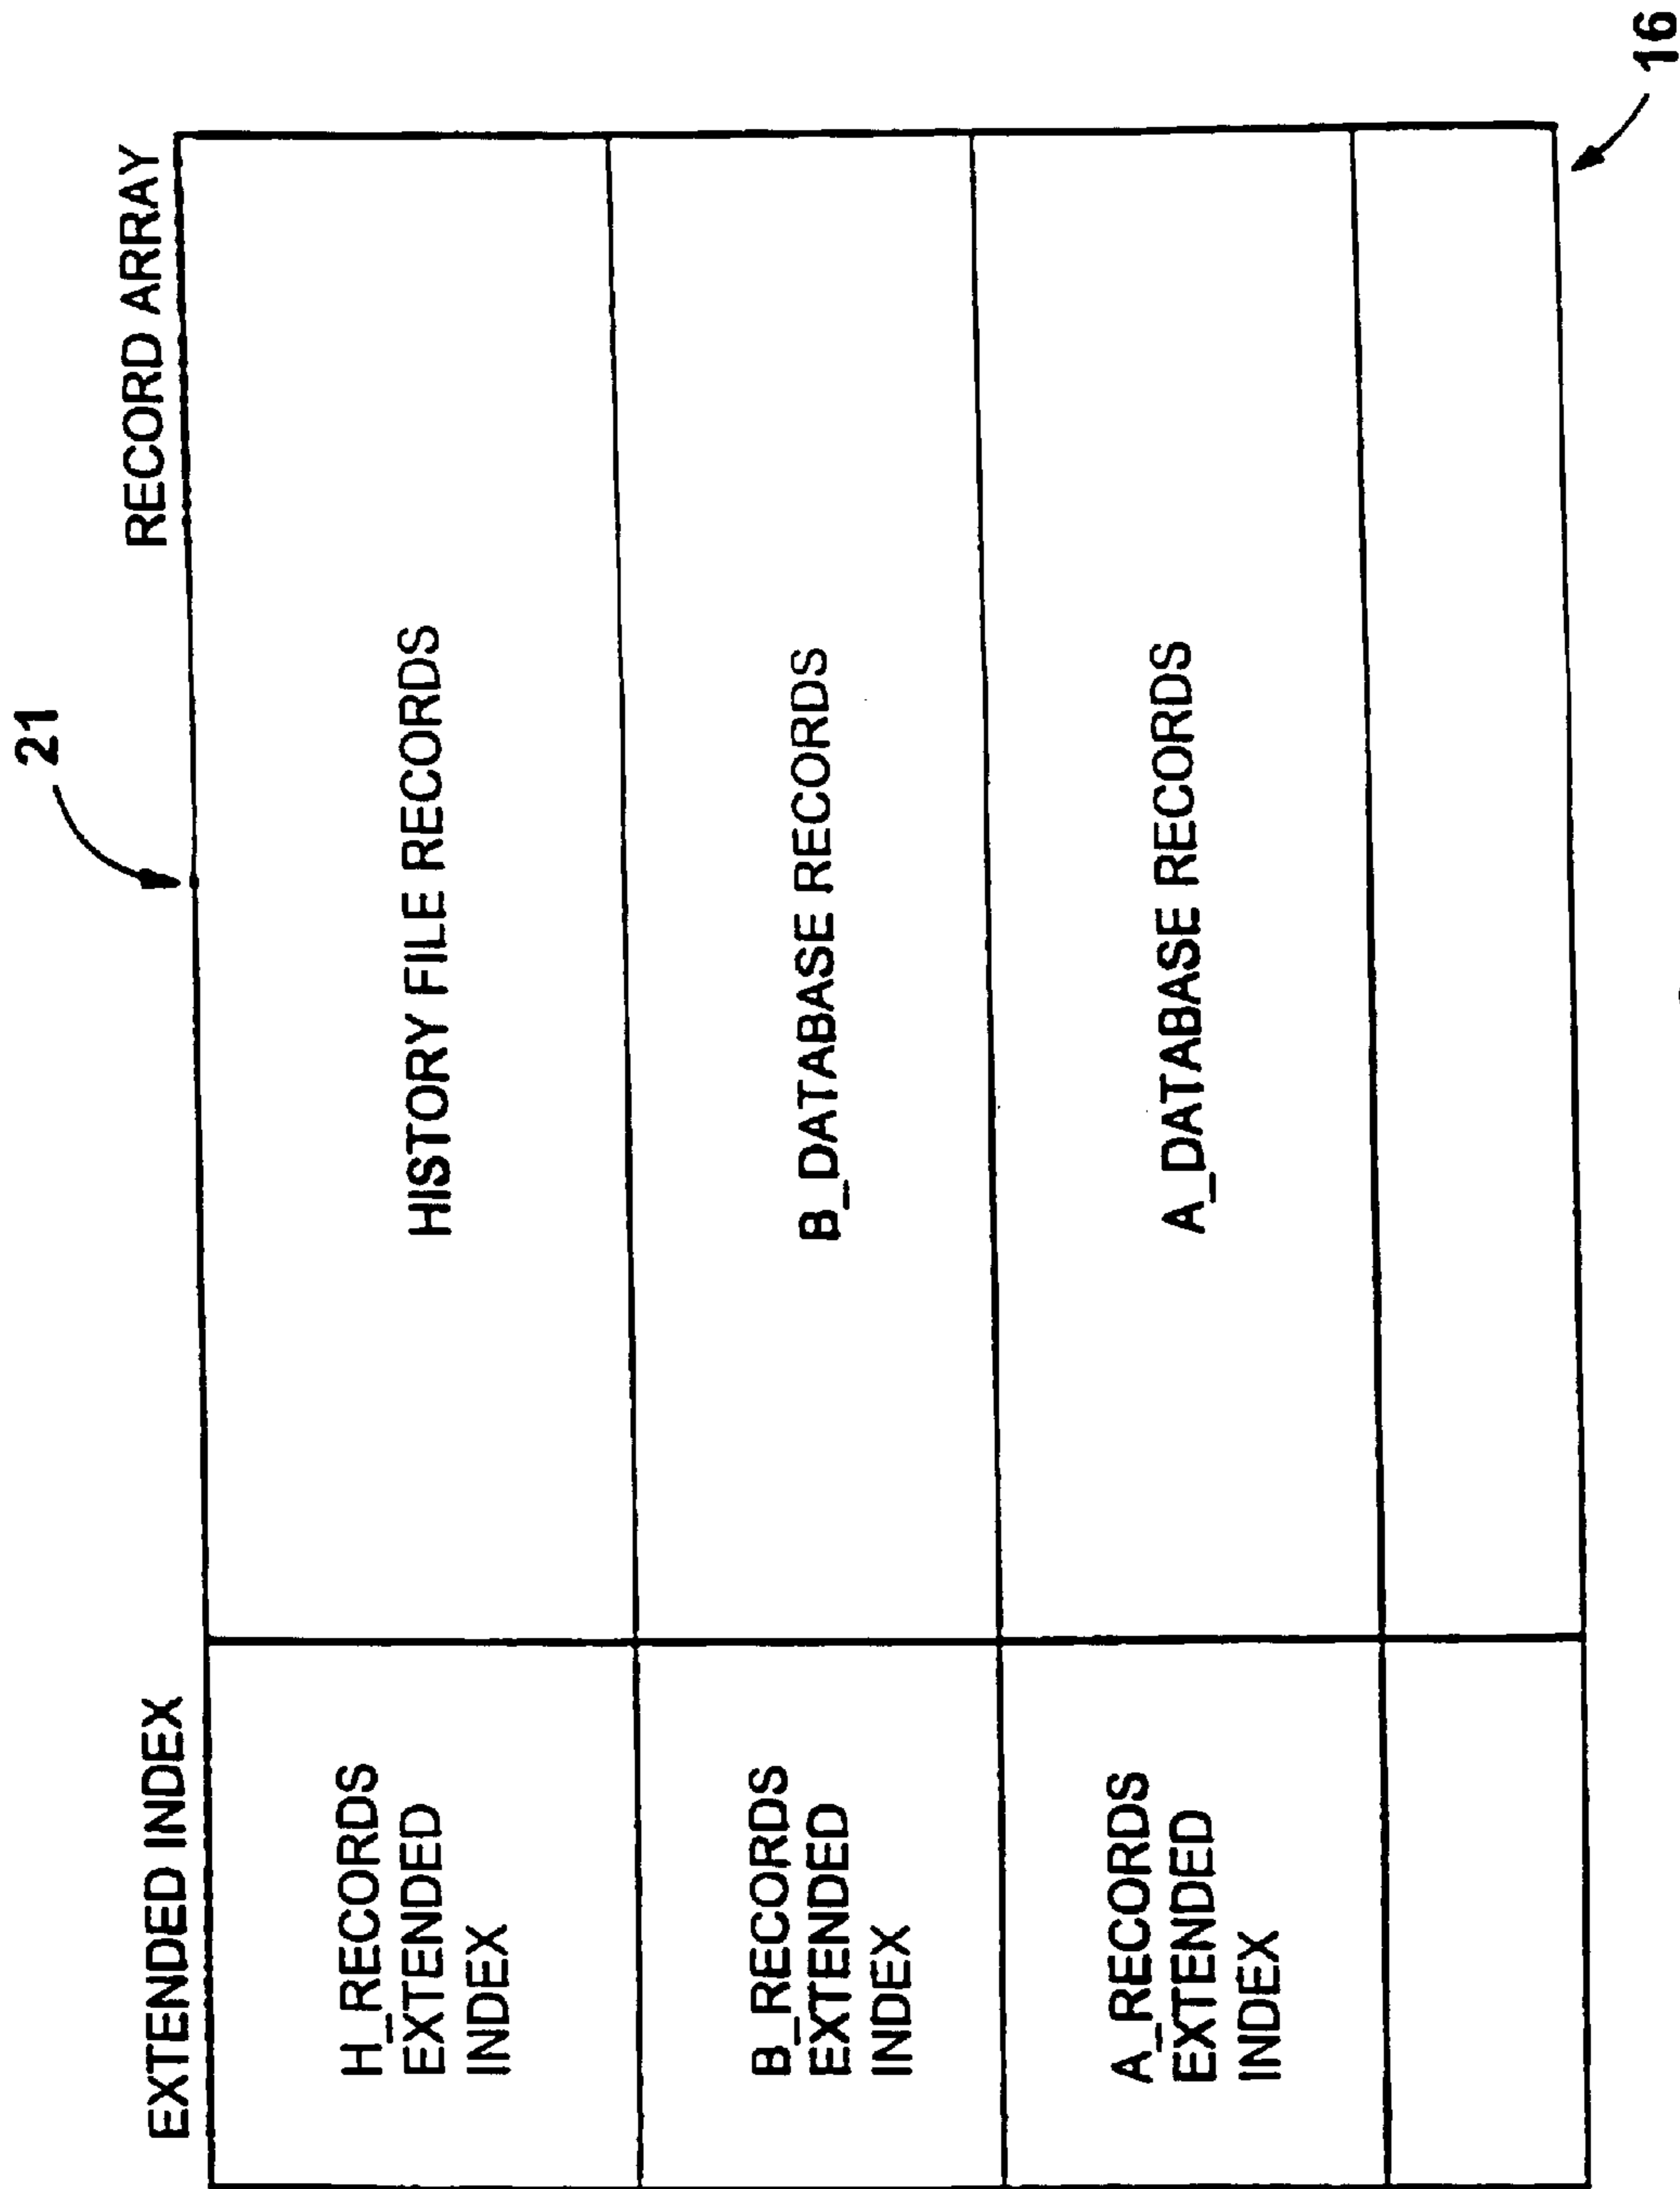 21
EXTENDED INDEX
RECORD ARRAY
H_RECORDS
EXTENDED
INDEX
HISTORY FILE RECORDS
B_RECORDS
EXTENDED
INDEX
B_DATABASE RECORDS
A_RECORDS
EXTENDED
INDEX
A_DATABASE RECORDS
16